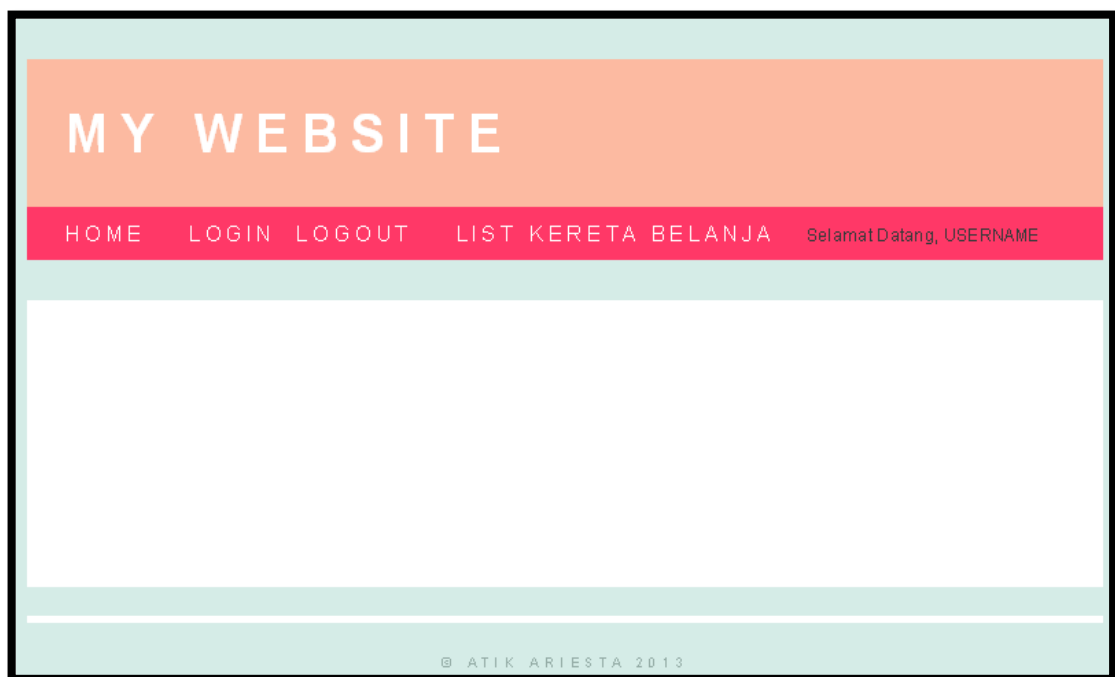 MY WEBSITE
HOME LOGIN LOGOUT LIST KERETA BELANJA Selamat Datang, USERNAME
© ATIK ARIESTA 2013